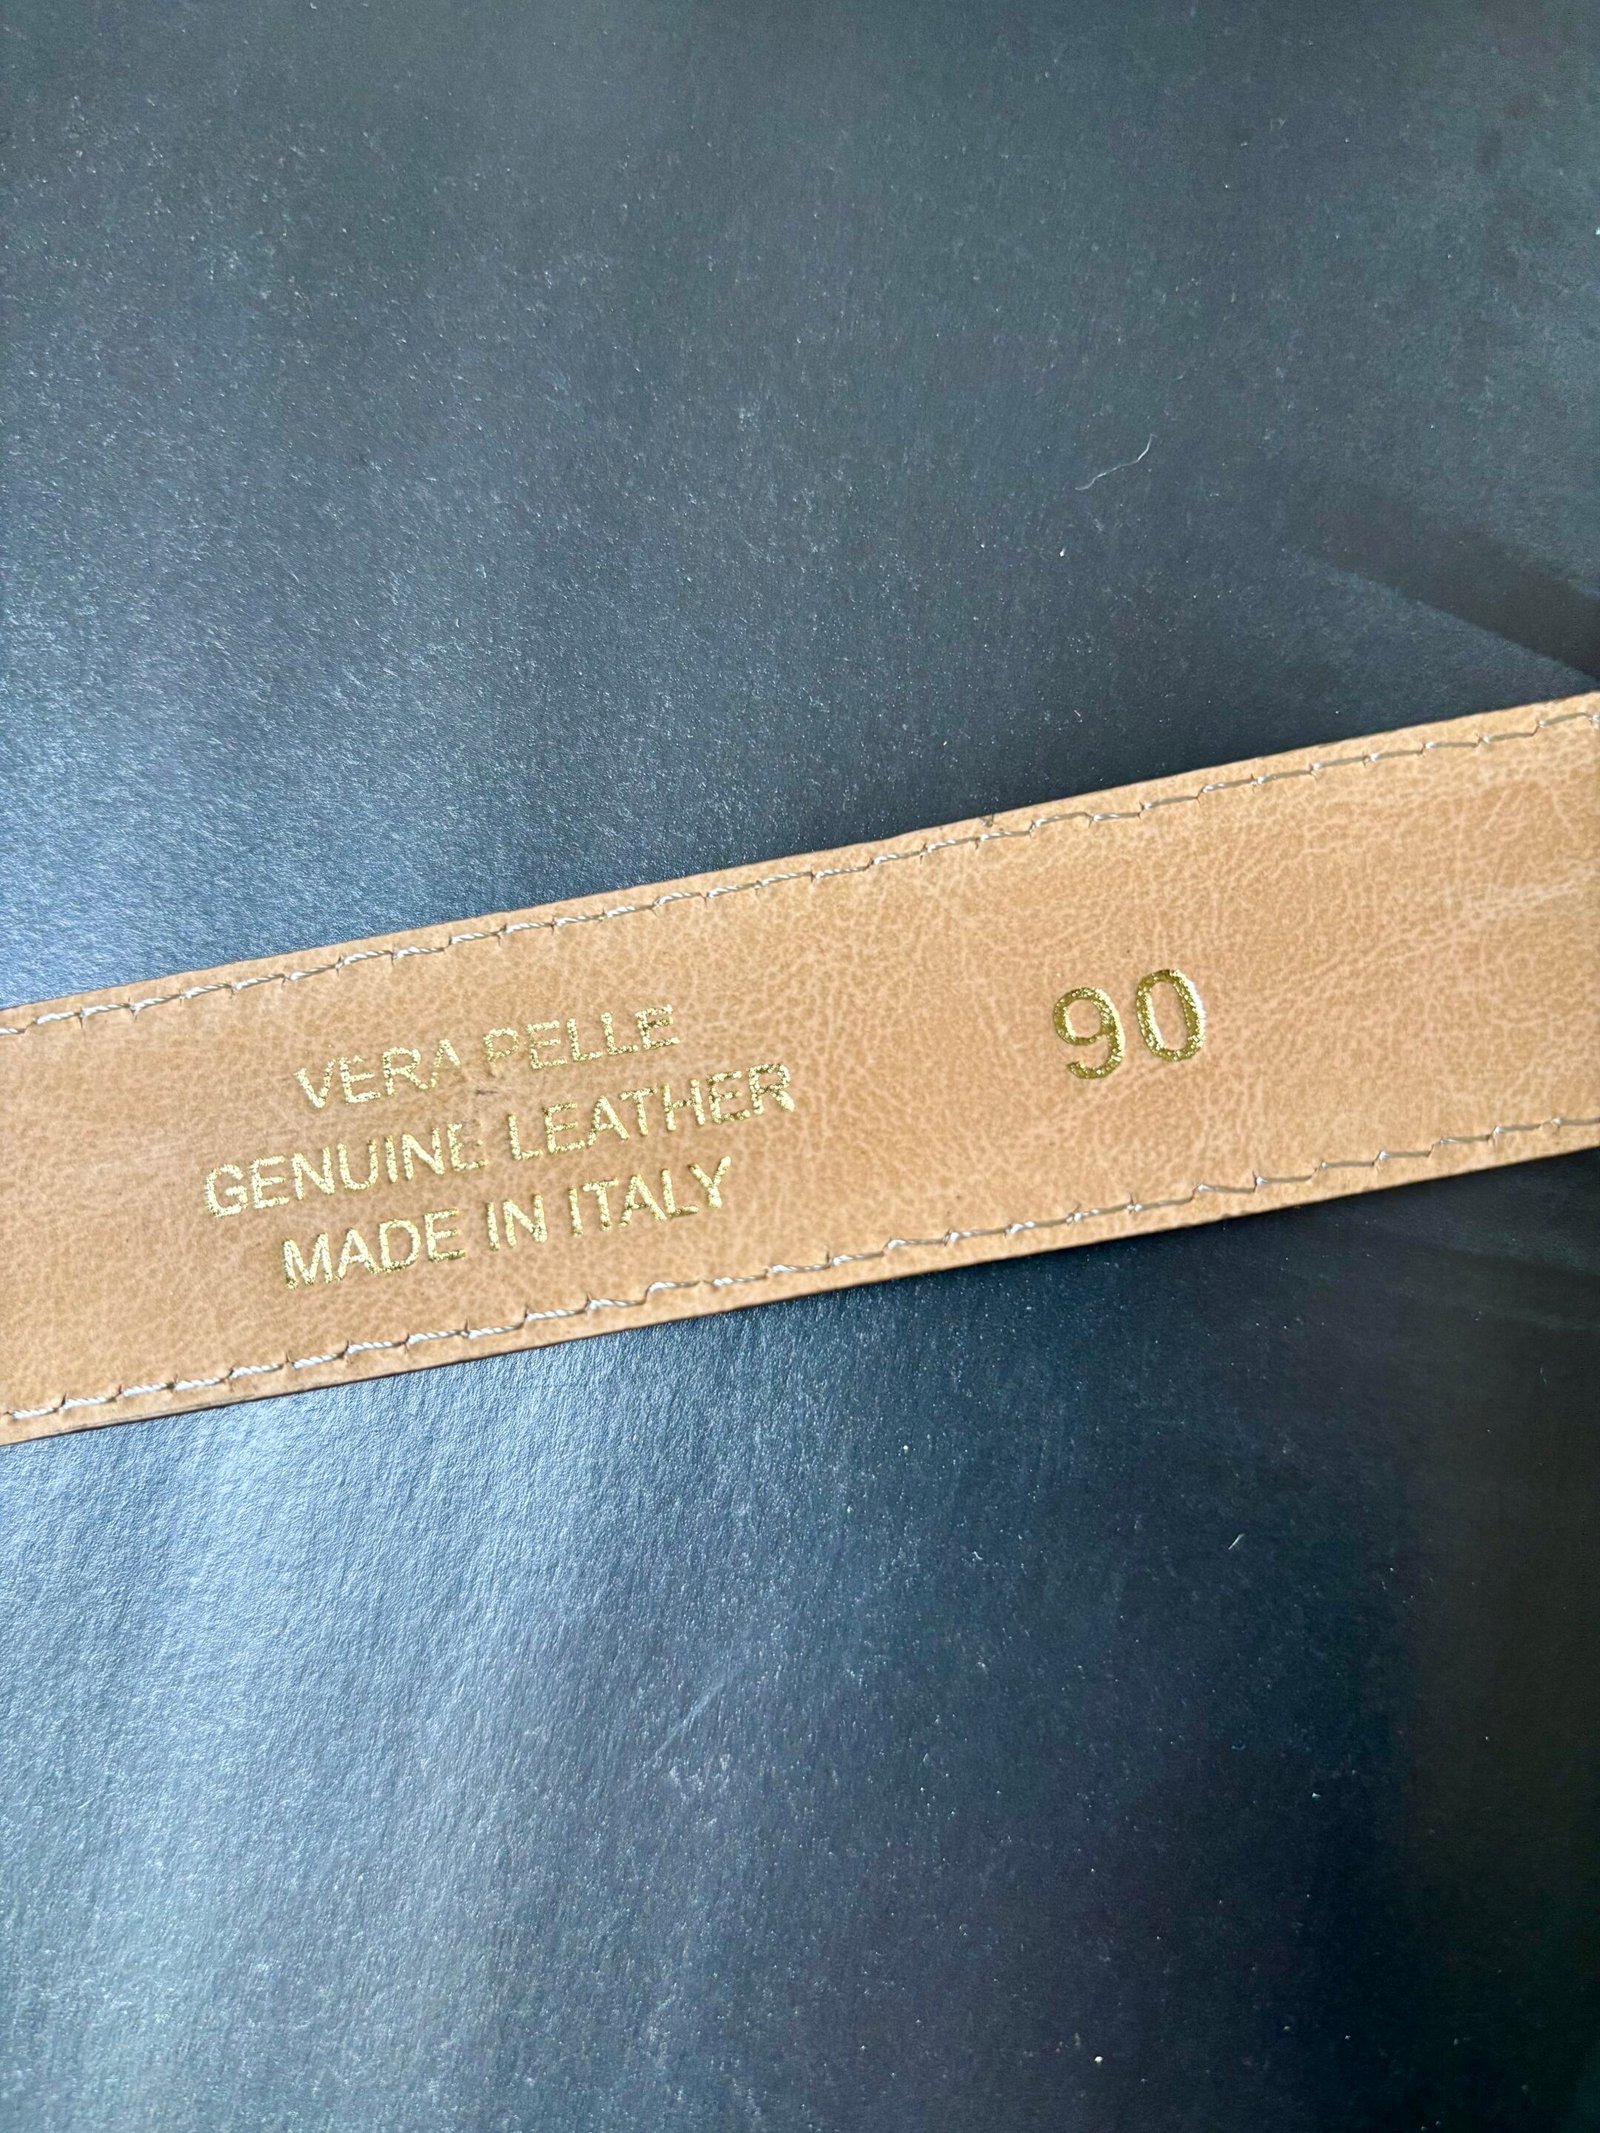 VERA PELLE
GENUINE LEATHER
MADE IN ITALY
90